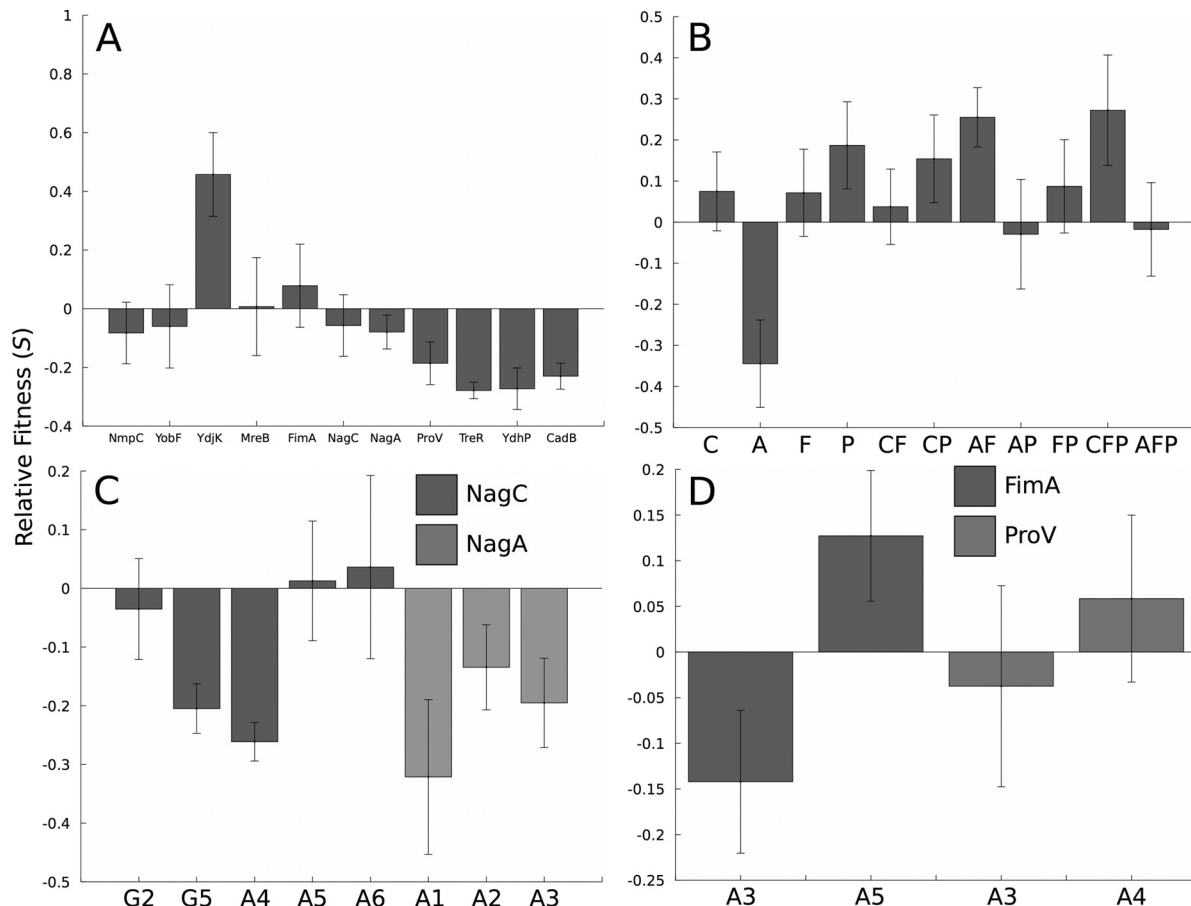 Relative Fitness (S)
A
1
0.8
0.6
0.4
0.2
0
-0.2
-0.4
NmpC YobF YdjK MreB FimA NagC NagA ProV TreR YdhP CadB
B
0.5
0.4
0.3
0.2
0.1
0
-0.1
-0.2
-0.3
-0.4
-0.5
C A F P CF CP AF AP FP CFP AFP
C
NagC
NagA
0.2
0.1
0
-0.1
-0.2
-0.3
-0.4
-0.5
G2 G5 A4 A5 A6 A1 A2 A3
D
FimA
ProV
0.2
0.15
0.1
0.05
0
-0.05
-0.1
-0.15
-0.2
-0.25
A3 A5 A3 A4